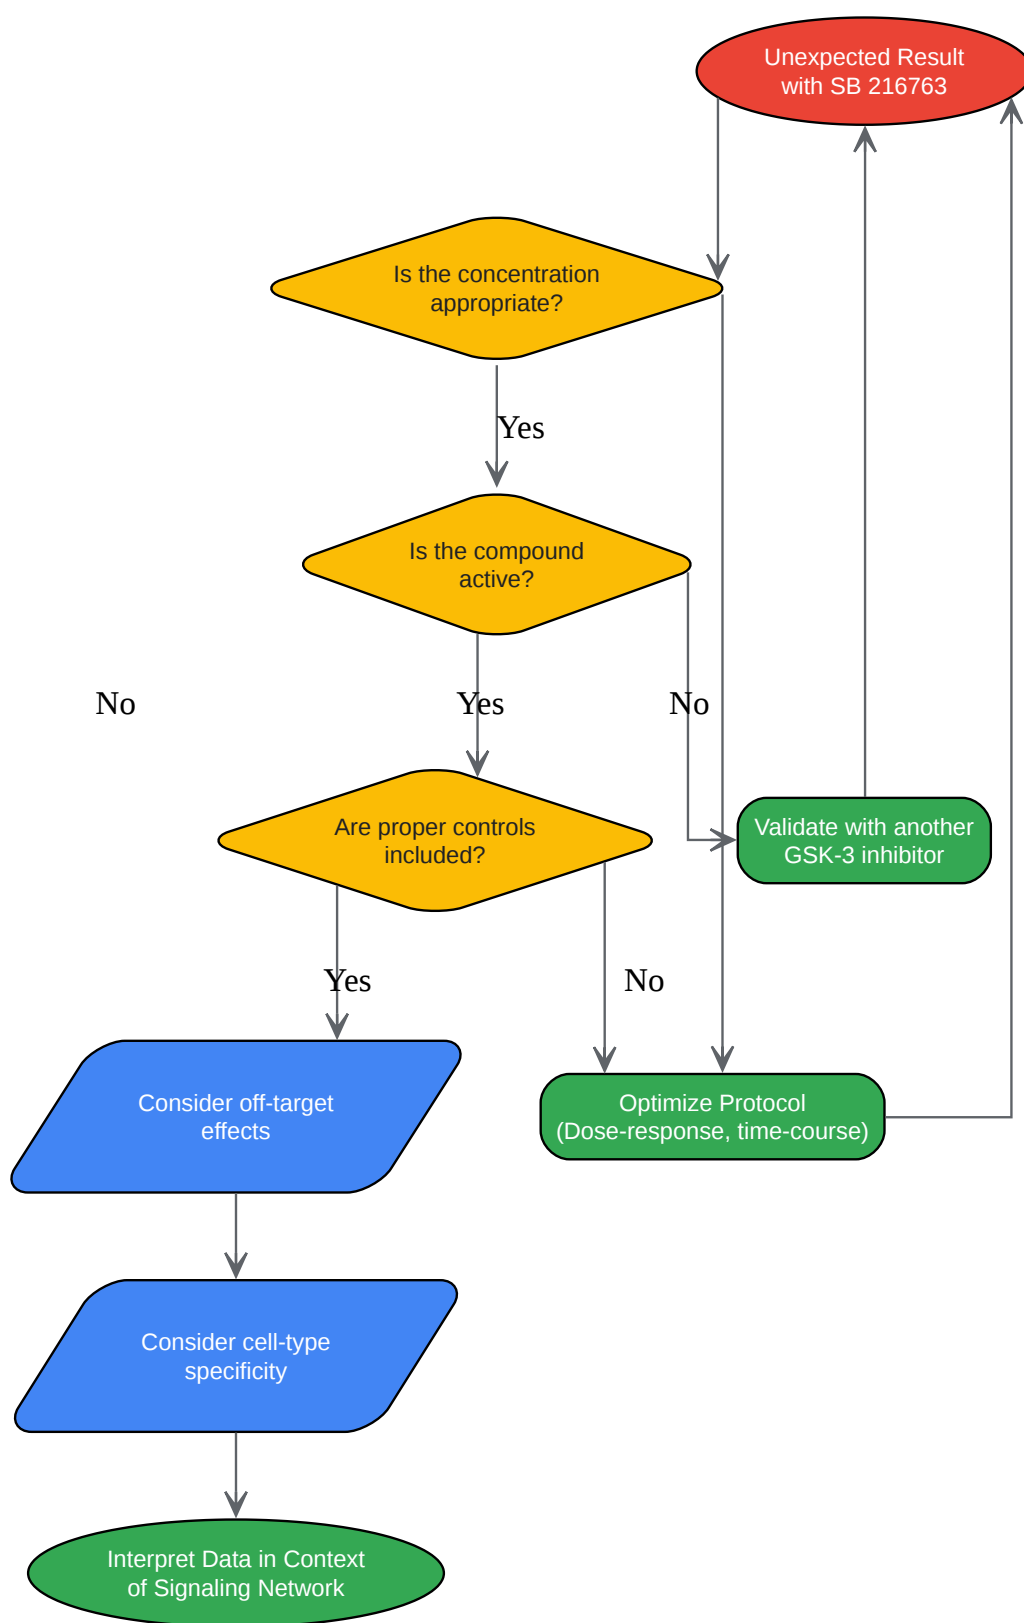 Unexpected Result
with SB 216763
Is the concentration
appropriate?
Yes
Is the compound
active?
No
Yes
No
Are proper controls
included?
Validate with another
GSK-3 inhibitor
Yes
No
Consider off-target
effects
Optimize Protocol
(Dose-response, time-course)
Consider cell-type
specificity
Interpret Data in Context
of Signaling Network